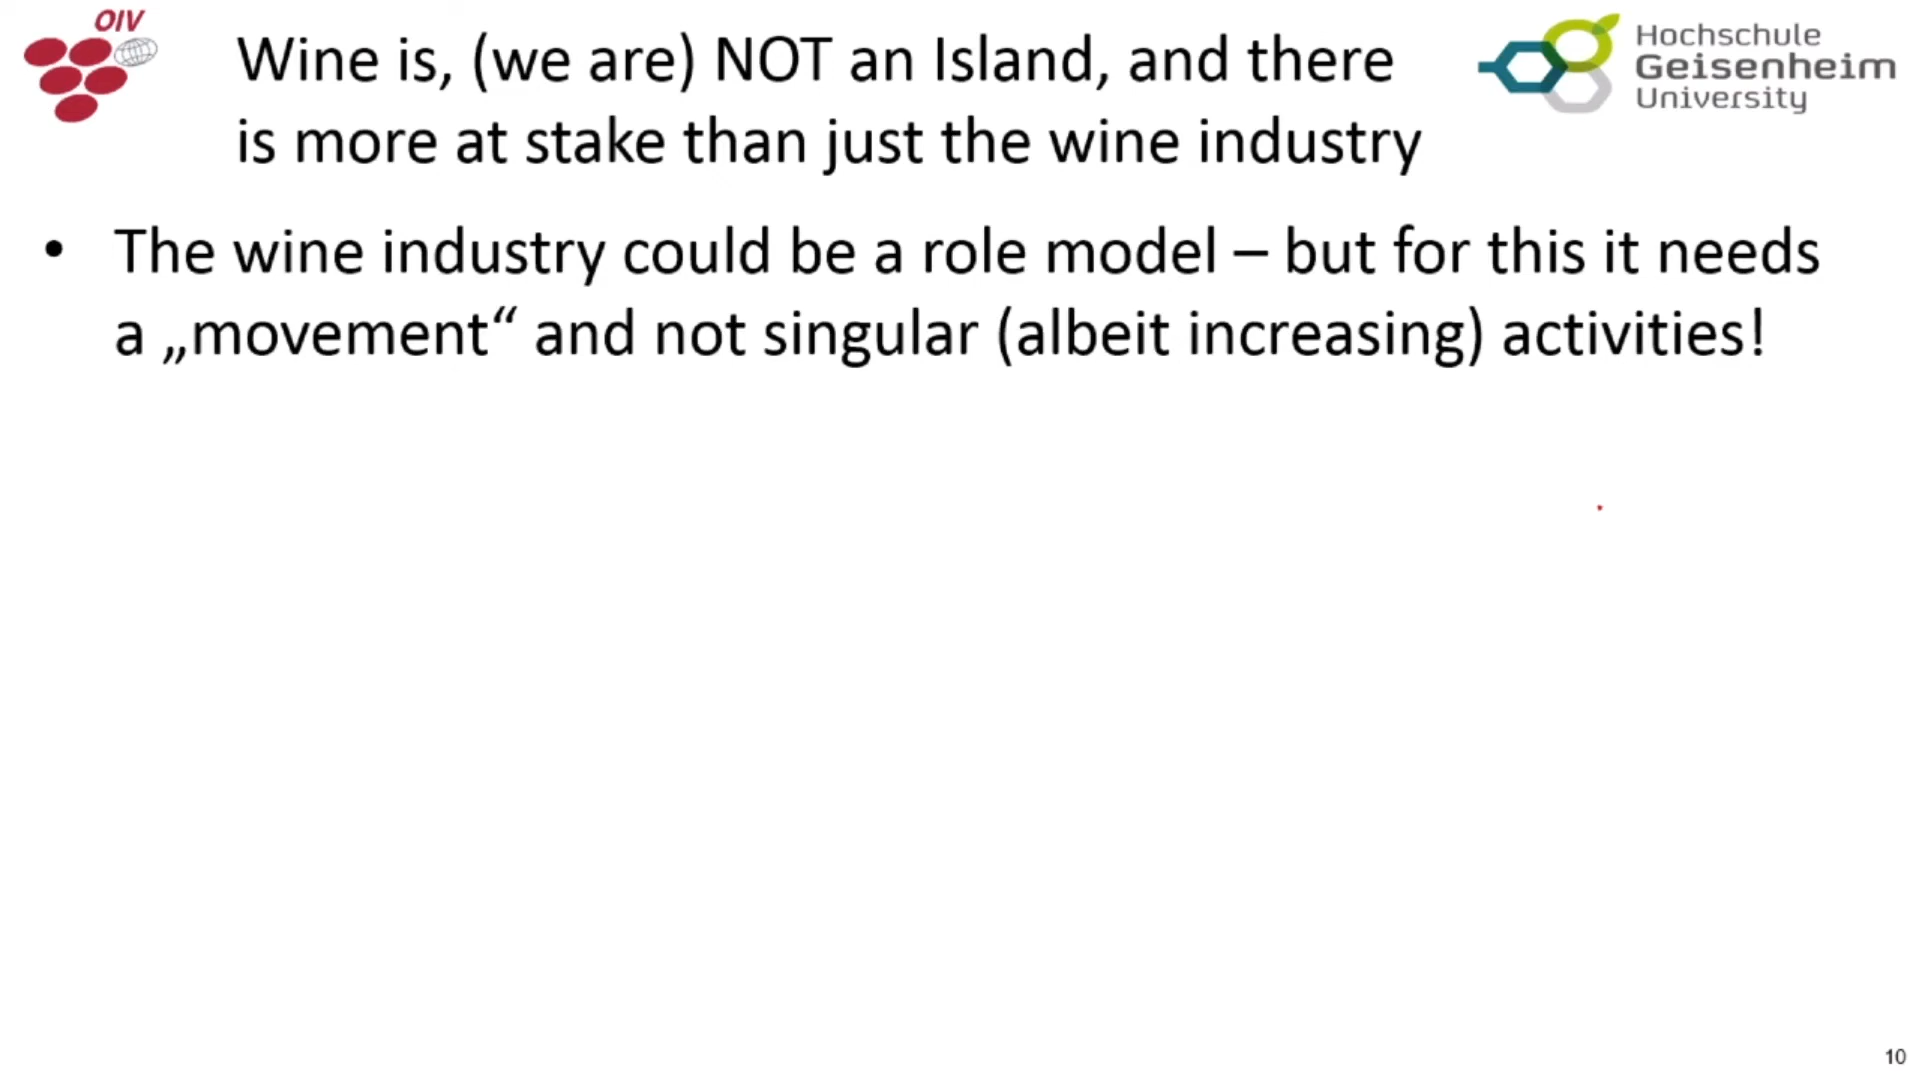 OIV
Wine is, (we are) NOT an Island, and there
is more at stake than just the wine industry
Hochschule
Geisenheim
University
• The wine industry could be a role model – but for this it needs
a „movement“ and not singular (albeit increasing) activities!
10